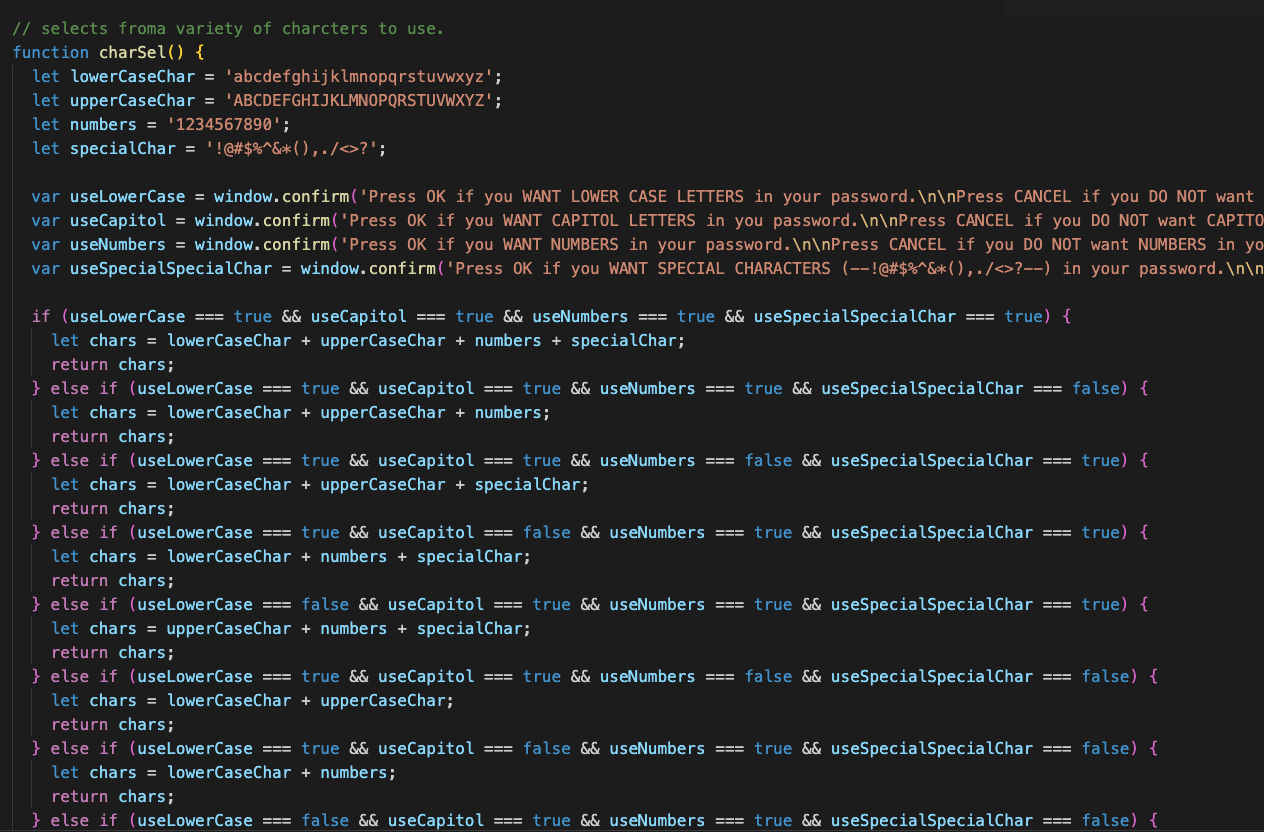 // selects froma variety of charcters to use.
function charSel() {
  let lowerCaseChar = 'abcdefghijklmnopqrstuvwxyz';
  let upperCaseChar = 'ABCDEFGHIJKLMNOPQRSTUVWXYZ';
  let numbers = '1234567890';
  let specialChar = '!@#$%^&*(),./<>?';
  var useLowerCase = window.confirm('Press OK if you WANT LOWER CASE LETTERS in your password.\n\nPress CANCEL if you DO NOT want
  var useCapitol = window.confirm('Press OK if you WANT CAPITOL LETTERS in you password.\n\nPress CANCEL if you DO NOT want CAPITO
  var useNumbers = window.confirm('Press OK if you WANT NUMBERS in your password.\n\nPress CANCEL if you DO NOT want NUMBERS in yo
  var useSpecialSpecialChar = window.confirm('Press OK if you WANT SPECIAL CHARACTERS (--!@#$%^&*(),./<>?--) in your password.\n\n
  if (useLowerCase === true && useCapitol === true && useNumbers === true && useSpecialSpecialChar === true) {
    let chars = lowerCaseChar + upperCaseChar + numbers + specialChar;
    return chars;
  } else if (useLowerCase === true && useCapitol === true && useNumbers === true && useSpecialSpecialChar === false) {
    let chars = lowerCaseChar + upperCaseChar + numbers;
    return chars;
  } else if (useLowerCase === true && useCapitol === true && useNumbers === false && useSpecialSpecialChar === true) {
    let chars = lowerCaseChar + upperCaseChar + specialChar;
    return chars;
  } else if (useLowerCase === true && useCapitol === false && useNumbers === true && useSpecialSpecialChar === true) {
    let chars = lowerCaseChar + numbers + specialChar;
    return chars;
  } else if (useLowerCase === false && useCapitol === true && useNumbers === true && useSpecialSpecialChar === true) {
    let chars = upperCaseChar + numbers + specialChar;
    return chars;
  } else if (useLowerCase === true && useCapitol === true && useNumbers === false && useSpecialSpecialChar === false) {
    let chars = lowerCaseChar + upperCaseChar;
    return chars;
  } else if (useLowerCase === true && useCapitol === false && useNumbers === true && useSpecialSpecialChar === false) {
    let chars = lowerCaseChar + numbers;
    return chars;
  } else if (useLowerCase === false && useCapitol === true && useNumbers === true && useSpecialSpecialChar === false) {